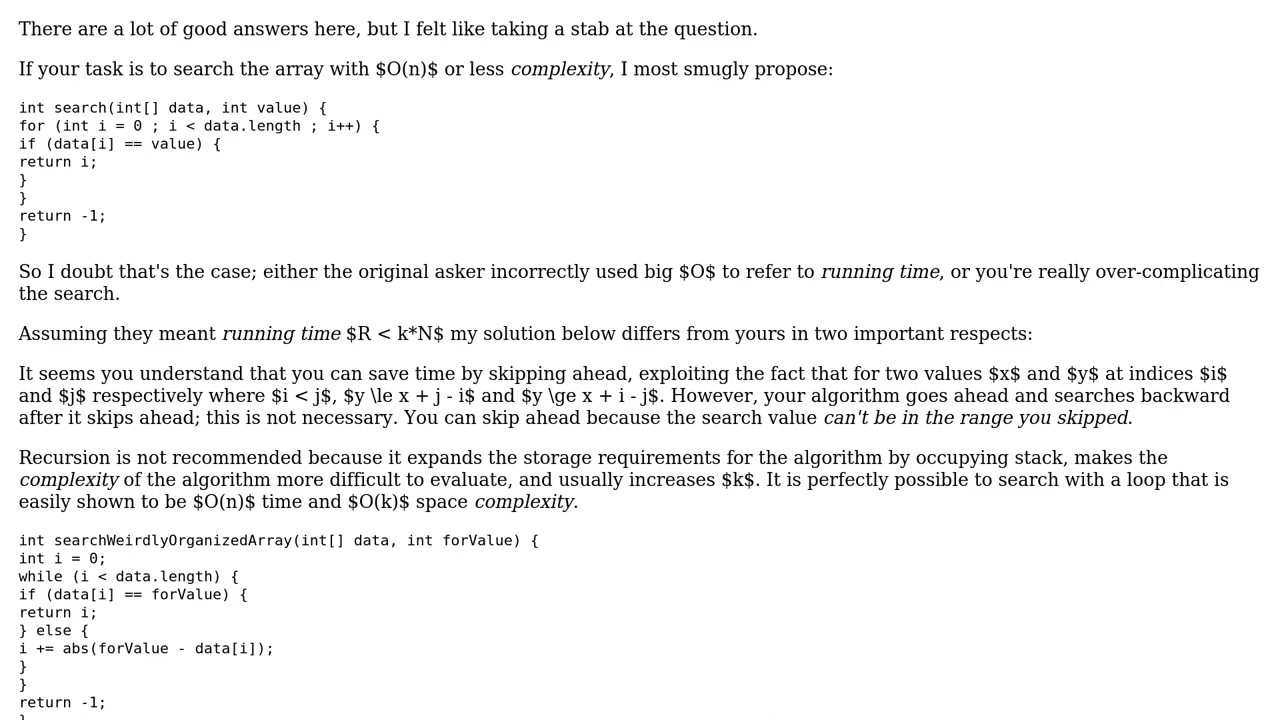 There are a lot of good answers here, but I felt like taking a stab at the question.
If your task is to search the array with $O(n)$ or less complexity, I most smugly propose:
int search(int[] data, int value) {
for (int i = 0 ; i < data.length ; i++) {
if (data[i] == value) {
return i;
}
}
return -1;
}
So I doubt that's the case; either the original asker incorrectly used big $O$ to refer to running time, or you're really over-complicating
the search.
Assuming they meant running time $R < k*N$ my solution below differs from yours in two important respects:
It seems you understand that you can save time by skipping ahead, exploiting the fact that for two values $x$ and $y$ at indices $i$
and $j$ respectively where $i < j$, $y \le x + j - i$ and $y \ge x + i - j$. However, your algorithm goes ahead and searches backward
after it skips ahead; this is not necessary. You can skip ahead because the search value can't be in the range you skipped.
Recursion is not recommended because it expands the storage requirements for the algorithm by occupying stack, makes the
complexity of the algorithm more difficult to evaluate, and usually increases $k$. It is perfectly possible to search with a loop that is
easily shown to be $O(n)$ time and $O(k)$ space complexity.
int searchWeirdlyOrganizedArray(int[] data, int forValue) {
int i = 0;
while (i < data.length) {
if (data[i] == forValue) {
return i;
} else {
i += abs(forValue - data[i]);
}
}
return -1;
}